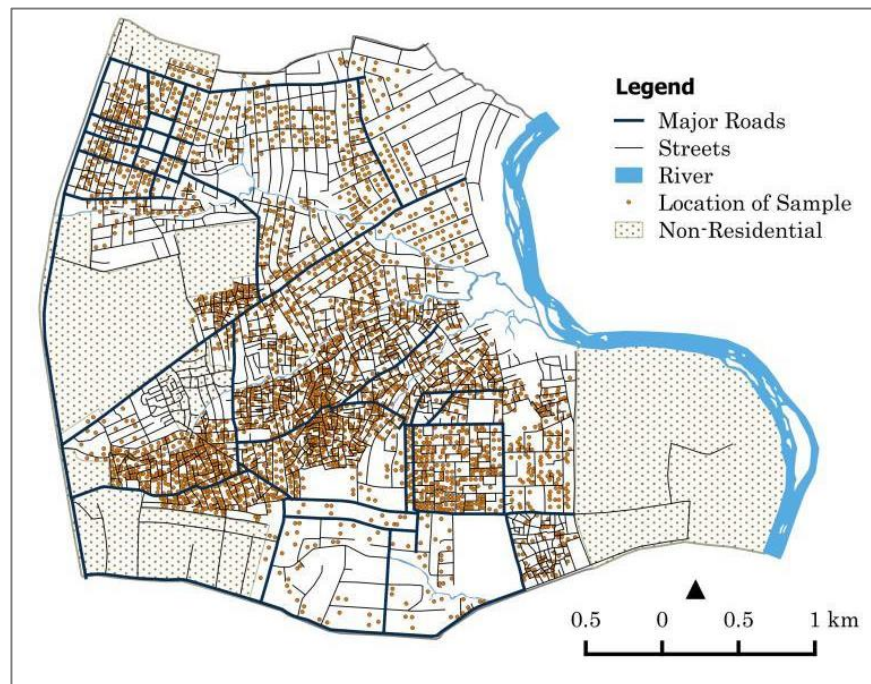 Legend
Major Roads
Streets
River
Location of Sample
Non-Residential
0.5 0 0.5 1 km